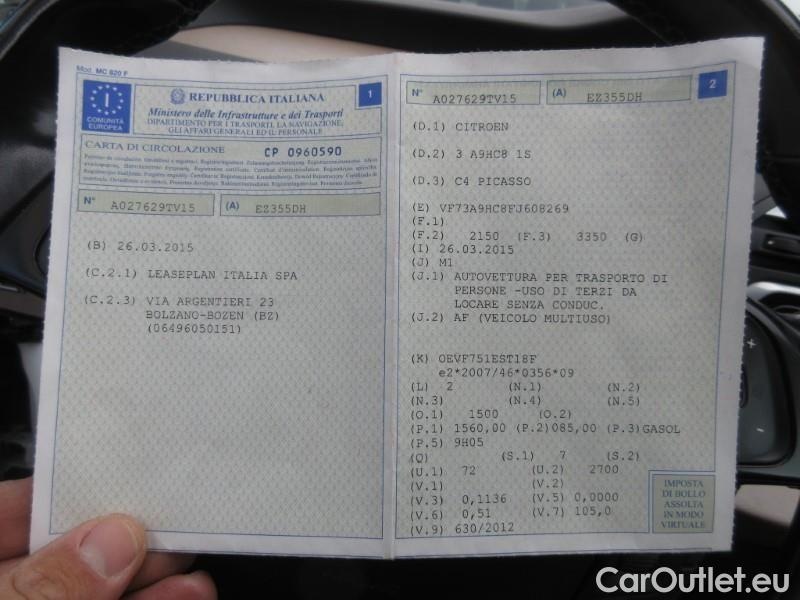 Mod. MC 820 F
I
COMUNITÀ
EUROPEA
REPUBBLICA ITALIANA
1
Ministero delle Infrastrutture e dei Trasporti
DIPARTIMENTO PER I TRASPORTI, LA NAVIGAZIONE,
GLI AFFARI GENERALI ED IL PERSONALE
CARTA DI CIRCOLAZIONE
CP 0960590
N° A027629TV15 (A) EZ355DH
(B) 26.03.2015
(C.2.1) LEASEPLAN ITALIA SPA
(C.2.3) VIA ARGENTIERI 23
BOLZANO-BOZEN (BZ)
(06496050151)
2
N° A027629TV15 (A) EZ355DH
(D.1) CITROEN
(D.2) 3 A9HC8 1S
(D.3) C4 PICASSO
(E) VF73A9HC8FJ608269
(F.1)
(F.2) 2150 (F.3) 3350 (G)
(I) 26.03.2015
(J) M1
(J.1) AUTOVETTURA PER TRASPORTO DI
PERSONE -USO DI TERZI DA
LOCARE SENZA CONDUC.
(J.2) AF (VEICOLO MULTIUSO)
(K) OEVF751EST18F
e2*2007/46*0356*09
(L) 2 (N.1) (N.2)
(N.3) (N.4) (N.5)
(O.1) 1500 (O.2)
(P.1) 1560,00 (P.2)085,00 (P.3)GASOL
(P.5) 9H05
(Q) (S.1) 7 (S.2)
(U.1) 72 (U.2) 2700
(V.1) (V.2)
(V.3) 0,1136 (V.5) 0,0000
(V.6) 0,51 (V.7) 105,0
(V.9) 630/2012
IMPOSTA
DI BOLLO
ASSOLTA
IN MODO
VIRTUALE
CarOutlet.eu